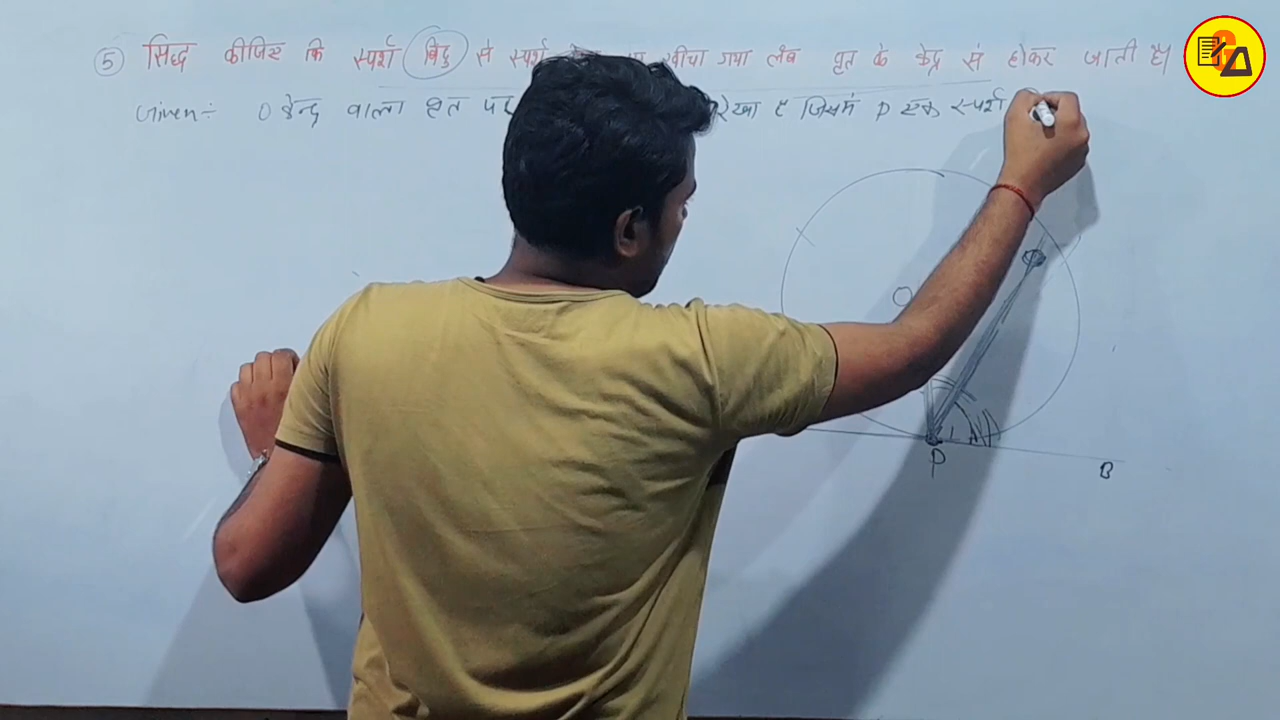 ⑤ सिद्ध कीजिए कि स्पर्श बिंदु से स्पर्श खींचा गया लंब वृत के केंद्र से होकर जाती है।
Given:- O केन्द्र वाला वृत पर रेखा है जिसमें P एक स्पर्श
O
P
B